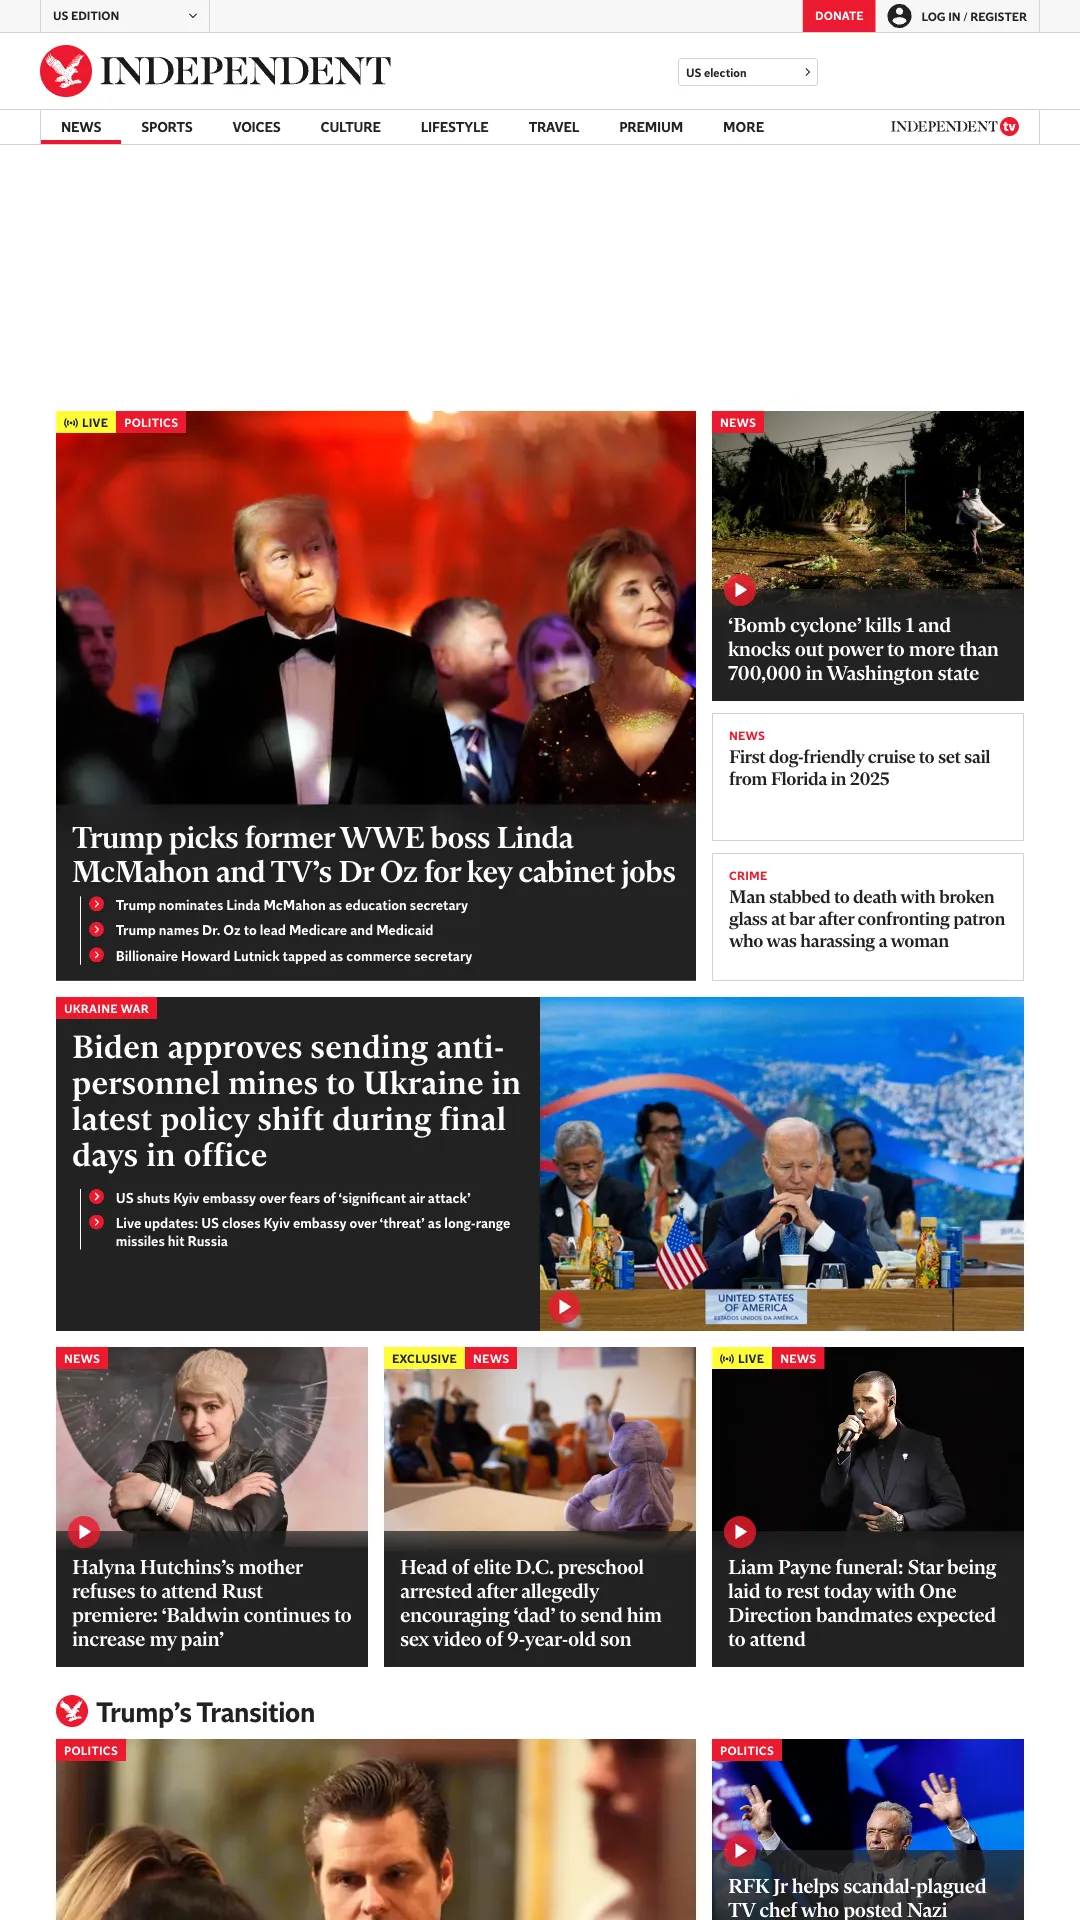 US EDITION
DONATE
LOG IN / REGISTER
INDEPENDENT
US election
NEWS
SPORTS
VOICES
CULTURE
LIFESTYLE
TRAVEL
PREMIUM
MORE
INDEPENDENT tv
LIVE
POLITICS
Trump picks former WWE boss Linda
McMahon and TV’s Dr Oz for key cabinet jobs
Trump nominates Linda McMahon as education secretary
Trump names Dr. Oz to lead Medicare and Medicaid
Billionaire Howard Lutnick tapped as commerce secretary
NEWS
‘Bomb cyclone’ kills 1 and
knocks out power to more than
700,000 in Washington state
NEWS
First dog-friendly cruise to set sail
from Florida in 2025
CRIME
Man stabbed to death with broken
glass at bar after confronting patron
who was harassing a woman
UKRAINE WAR
Biden approves sending anti-
personnel mines to Ukraine in
latest policy shift during final
days in office
US shuts Kyiv embassy over fears of ‘significant air attack’
Live updates: US closes Kyiv embassy over ‘threat’ as long-range
missiles hit Russia
UNITED STATES
OF AMERICA
ESTADOS UNIDOS DA AMÉRICA
NEWS
Halyna Hutchins’s mother
refuses to attend Rust
premiere: ‘Baldwin continues to
increase my pain’
EXCLUSIVE
NEWS
Head of elite D.C. preschool
arrested after allegedly
encouraging ‘dad’ to send him
sex video of 9-year-old son
LIVE
NEWS
Liam Payne funeral: Star being
laid to rest today with One
Direction bandmates expected
to attend
Trump’s Transition
POLITICS
POLITICS
RFK Jr helps scandal-plagued
TV chef who posted Nazi